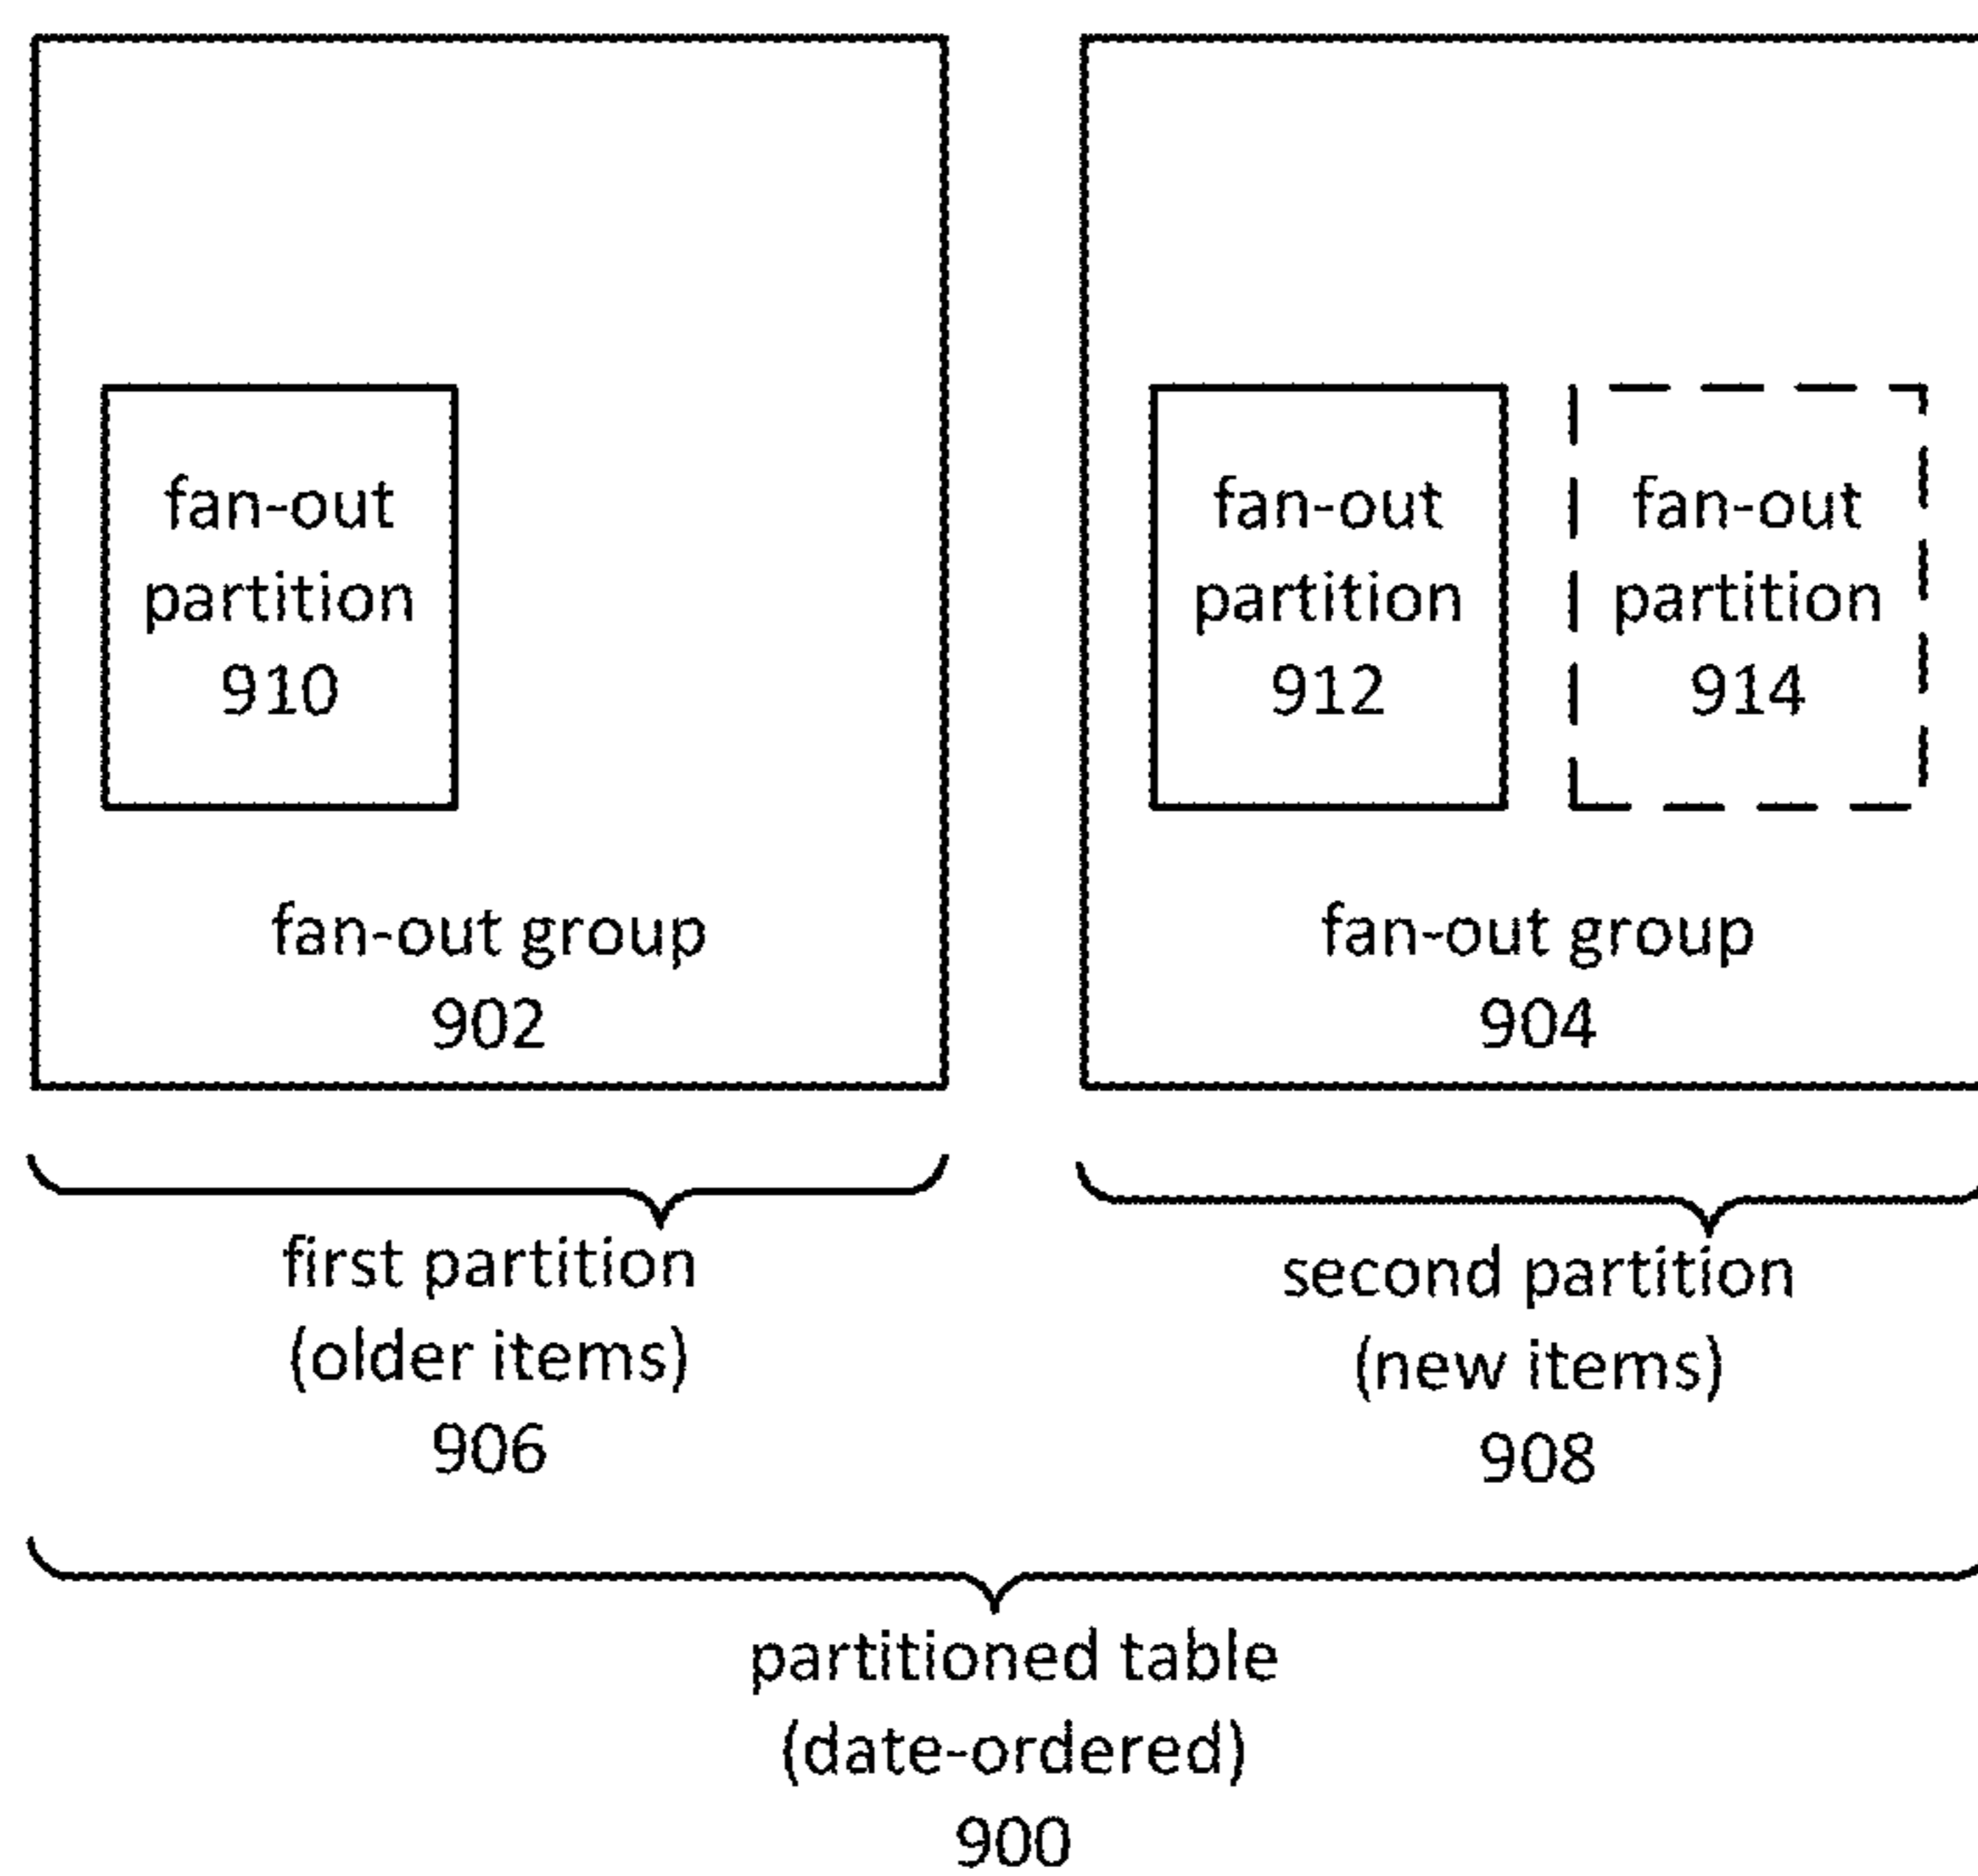 fan-out
partition
910
fan-out
partition
912
fan-out
partition
914
fan-out group
902
fan-out group
904
first partition
(older items)
906
second partition
(new items)
908
partitioned table
(date-ordered)
900